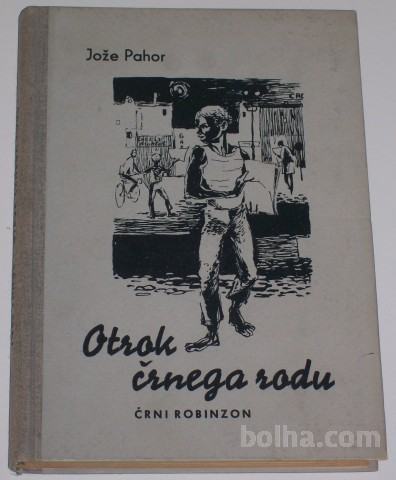 Jože Pahor
Otrok
črnega rodu
ČRNI ROBINZON
bolha.com